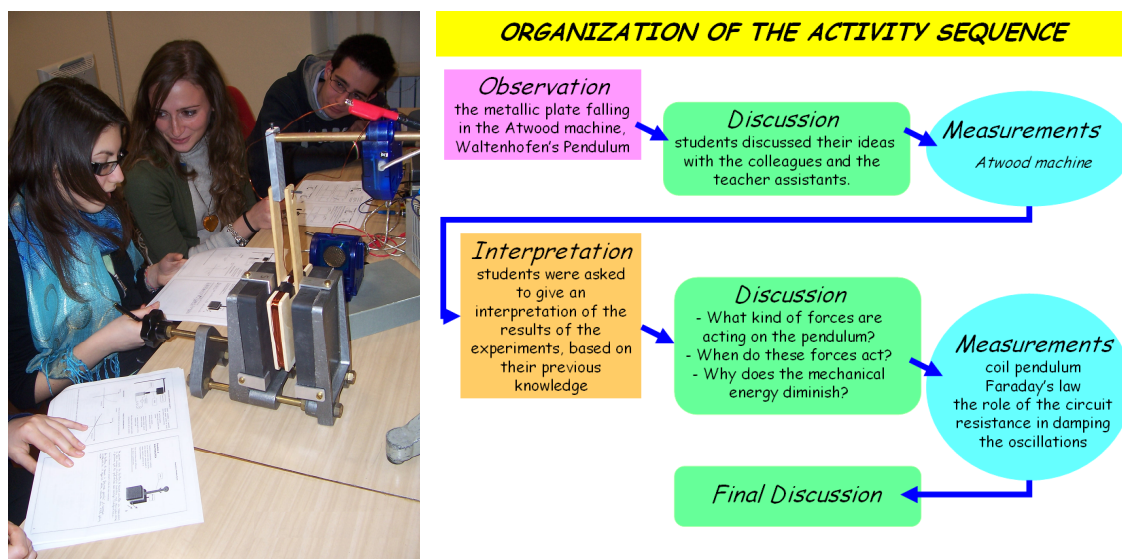 ORGANIZATION OF THE ACTIVITY SEQUENCE
Observation
the metallic plate falling
in the Atwood machine,
Waltenhofen's Pendulum
Discussion
students discussed their ideas
with the colleagues and the
teacher assistants.
Measurements
Atwood machine
Interpretation
students were asked
to give an
interpretation of the
results of the
experiments, based on
their previous
knowledge
Discussion
- What kind of forces are
acting on the pendulum?
- When do these forces act?
- Why does the mechanical
energy diminish?
Measurements
coil pendulum
Faraday's law
the role of the circuit
resistance in damping
the oscillations
Final Discussion